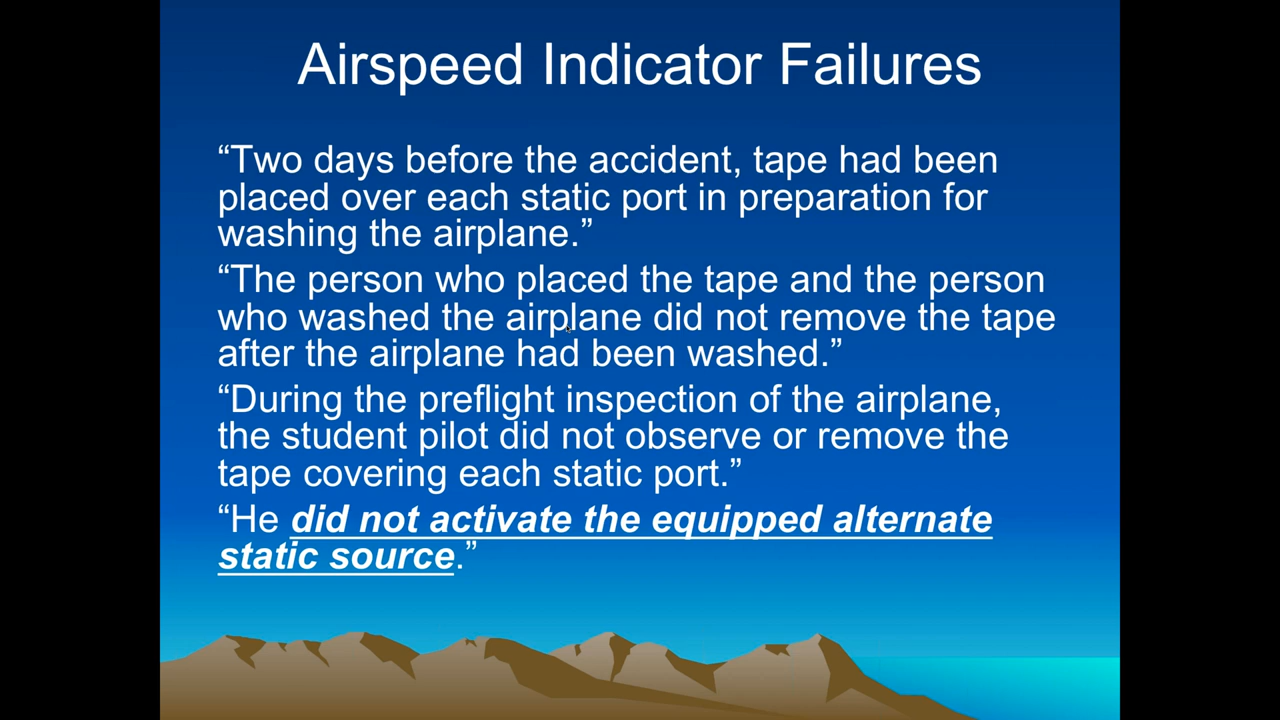 Airspeed Indicator Failures
“Two days before the accident, tape had been
placed over each static port in preparation for
washing the airplane.”
“The person who placed the tape and the person
who washed the airplane did not remove the tape
after the airplane had been washed.”
“During the preflight inspection of the airplane,
the student pilot did not observe or remove the
tape covering each static port.”
“He did not activate the equipped alternate
static source.”